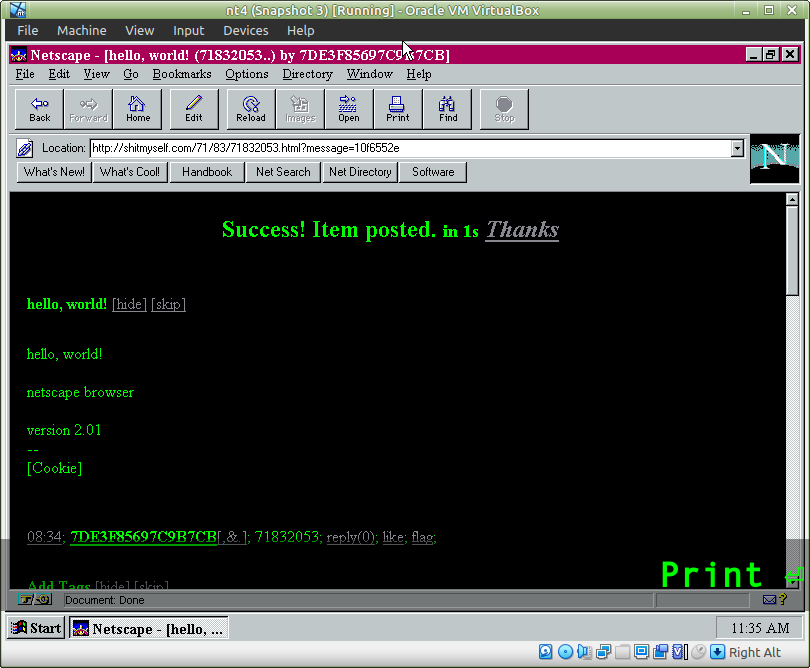 nt4 (Snapshot 3) [Running] - Oracle VM VirtualBox
File Machine View Input Devices Help
Netscape - [hello, world! (71832053..) by 7DE3F85697C9B7CB]
File Edit View Go Bookmarks Options Directory Window Help
Back Forward Home Edit Reload Images Open Print Find Stop
Location: http://shitmyself.com/71/83/71832053.html?message=10f6552e
N
What's New! What's Cool! Handbook Net Search Net Directory Software
Success! Item posted. in 1s Thanks
hello, world! [hide] [skip]
hello, world!
netscape browser
version 2.01
--
[Cookie]
08:34; 7DE3F85697C9B7CB[,&.]; 71832053; reply(0); like; flag;
Add Tags [hide] [skip]
Print ⏎
Document: Done
Start Netscape - [hello, ... 11:35 AM
Right Alt